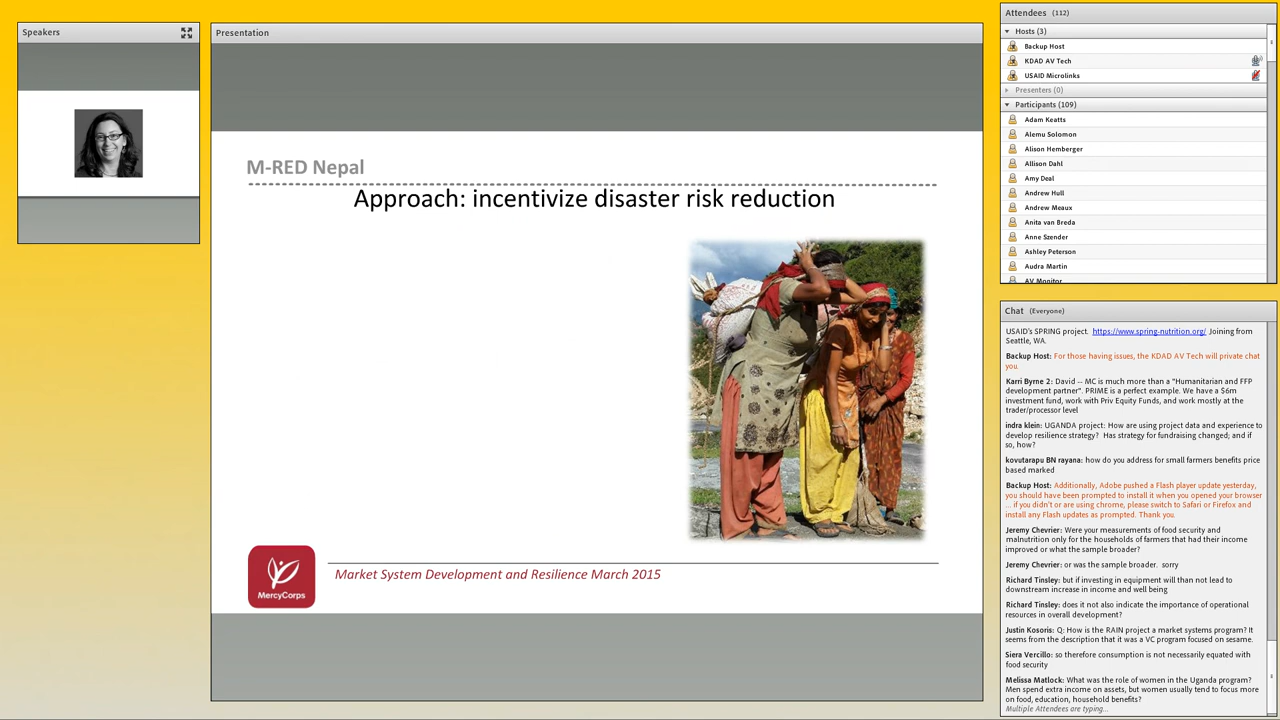 Speakers
Presentation
M-RED Nepal
Approach: incentivize disaster risk reduction
MercyCorps
Market System Development and Resilience March 2015
Attendees (112)
Hosts (3)
Backup Host
KDAD AV Tech
USAID Microlinks
Presenters (0)
Participants (109)
Adam Keatts
Alemu Solomon
Alison Hemberger
Allison Dahl
Amy Deal
Andrew Hull
Andrew Meaux
Anita van Breda
Anne Szender
Ashley Peterson
Audra Martin
AV Monitor
Chat (Everyone)
USAID's SPRING project. https://www.spring-nutrition.org/ Joining from
Seattle, WA.
Backup Host: For those having issues, the KDAD AV Tech will private chat
you.
Karri Byrne 2: David -- MC is much more than a "Humanitarian and FFP
development partner". PRIME is a perfect example. We have a $6m
investment fund, work with Priv Equity Funds, and work mostly at the
trader/processor level
indra klein: UGANDA project: How are using project data and experience to
develop resilience strategy? Has strategy for fundraising changed; and if
so, how?
kovutarapu BN rayana: how do you address for small farmers benefits price
based marked
Backup Host: Additionally, Adobe pushed a Flash player update yesterday,
you should have been prompted to install it when you opened your browser
... if you didn't or are using chrome, please switch to Safari or Firefox and
install any Flash updates as prompted. Thank you.
Jeremy Chevrier: Were your measurements of food security and
malnutrition only for the households of farmers that had their income
improved or what the sample broader?
Jeremy Chevrier: or was the sample broader. sorry
Richard Tinsley: but if investing in equipment will than not lead to
downstream increase in income and well being
Richard Tinsley: does it not also indicate the importance of operational
resources in overall development?
Justin Kosoris: Q: How is the RAIN project a market systems program? It
seems from the description that it was a VC program focused on sesame.
Siera Vercillo: so therefore consumption is not necessarily equated with
food security
Melissa Matlock: What was the role of women in the Uganda program?
Men spend extra income on assets, but women usually tend to focus more
on food, education, household benefits?
Multiple Attendees are typing...